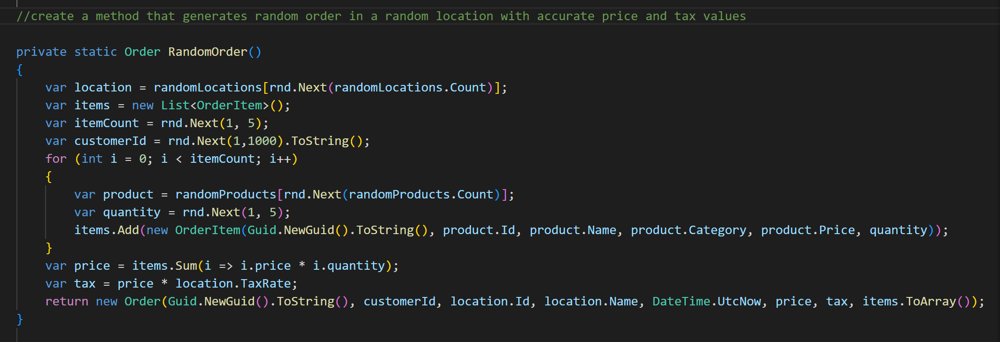 //create a method that generates random order in a random location with accurate price and tax values
private static Order RandomOrder()
{
    var location = randomLocations[rnd.Next(randomLocations.Count)];
    var items = new List<OrderItem>();
    var itemCount = rnd.Next(1, 5);
    var customerId = rnd.Next(1,1000).ToString();
    for (int i = 0; i < itemCount; i++)
    {
        var product = randomProducts[rnd.Next(randomProducts.Count)];
        var quantity = rnd.Next(1, 5);
        items.Add(new OrderItem(Guid.NewGuid().ToString(), product.Id, product.Name, product.Category, product.Price, quantity));
    }
    var price = items.Sum(i => i.price * i.quantity);
    var tax = price * location.TaxRate;
    return new Order(Guid.NewGuid().ToString(), customerId, location.Id, location.Name, DateTime.UtcNow, price, tax, items.ToArray());
}